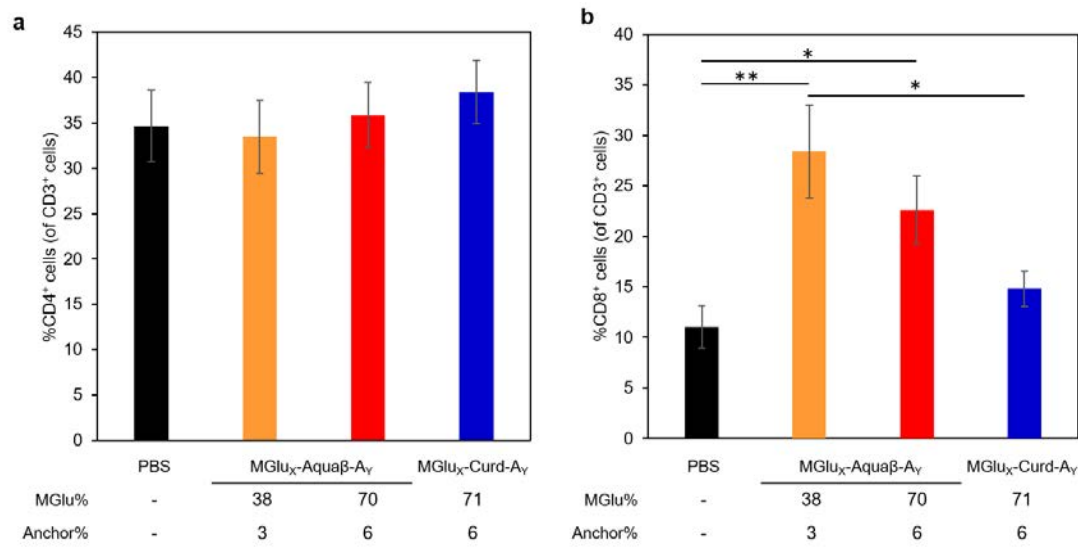 a
45
40
35
30
25
20
15
10
5
0
%CD4⁺ cells (of CD3⁺ cells)
PBS MGluX-Aquaβ-AY MGluX-Curd-AY
MGlu% - 38 70 71
Anchor% - 3 6 6
b
40
35
30
25
20
15
10
5
0
%CD8⁺ cells (of CD3⁺ cells)
*
**
*
PBS MGluX-Aquaβ-AY MGluX-Curd-AY
MGlu% - 38 70 71
Anchor% - 3 6 6